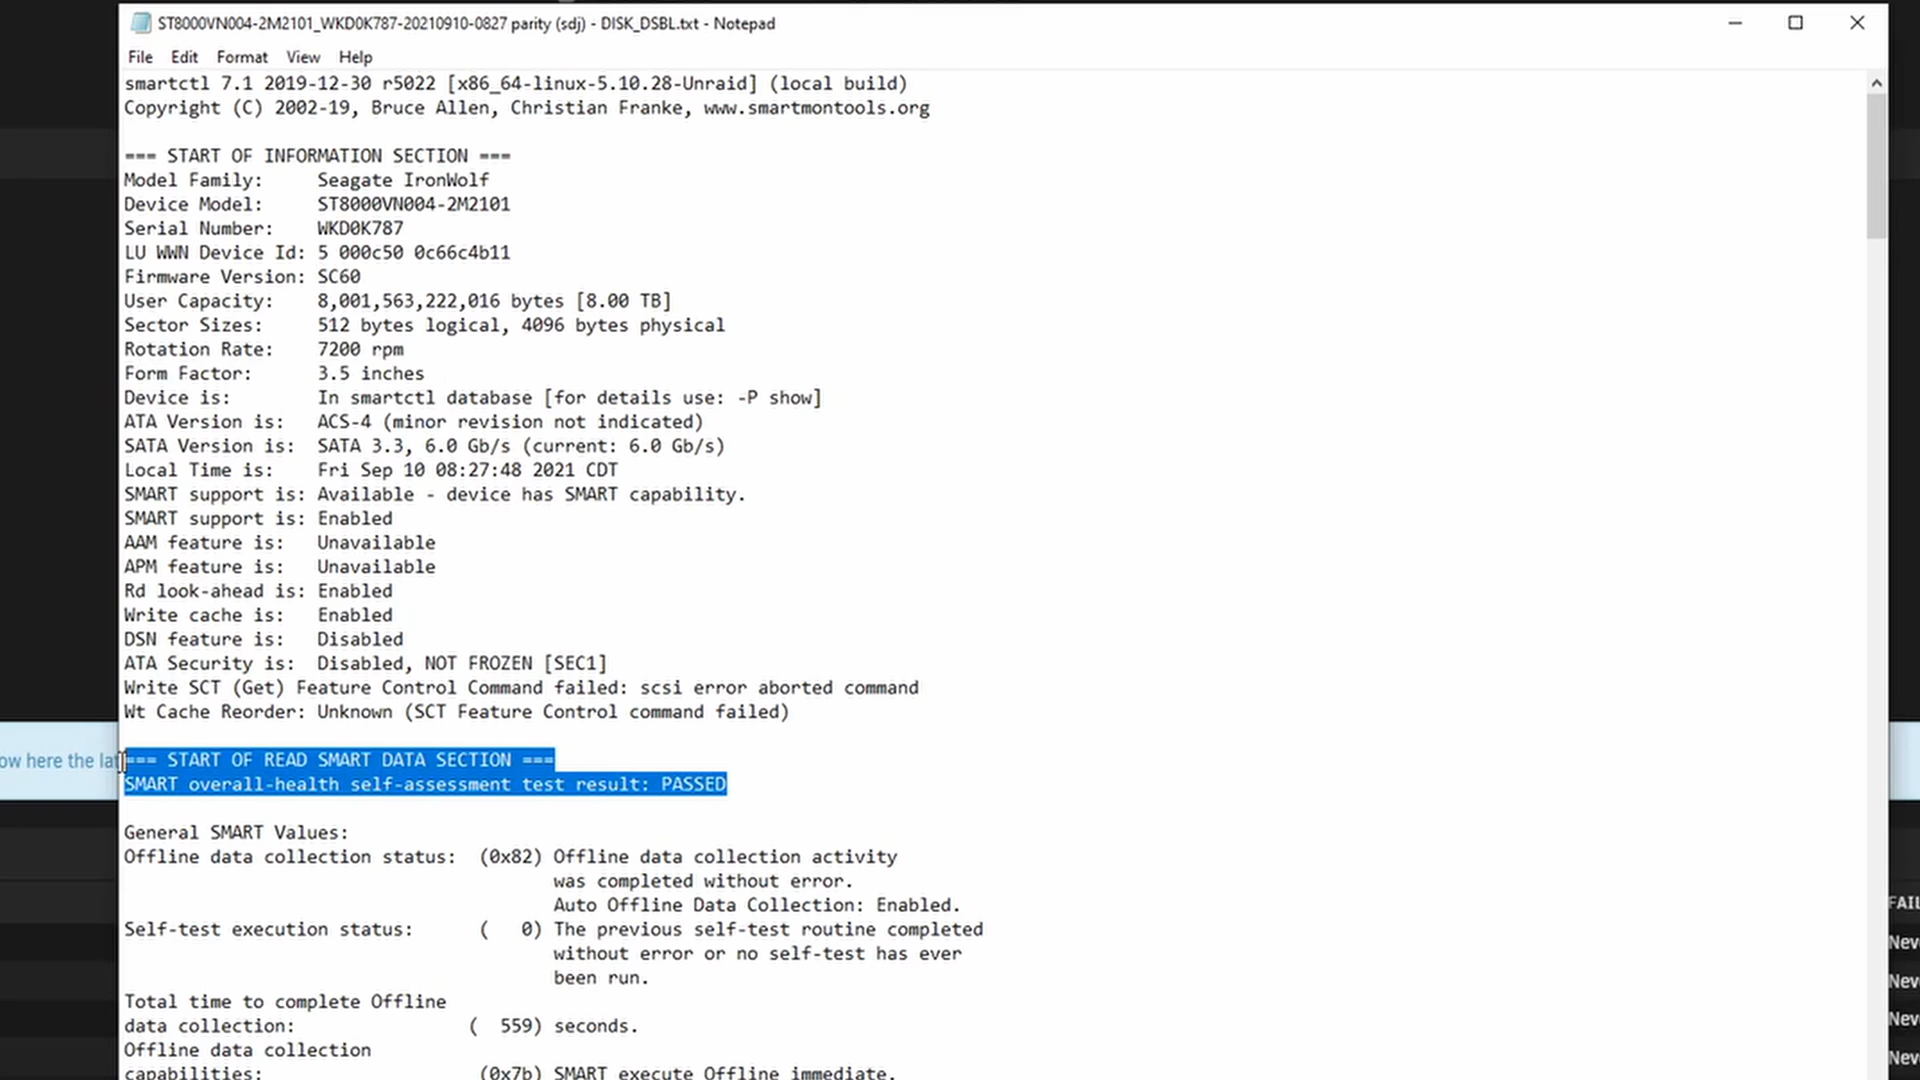 ST8000VN004-2M2101_WKD0K787-20210910-0827 parity (sdj) - DISK_DSBL.txt - Notepad
File Edit Format View Help
smartctl 7.1 2019-12-30 r5022 [x86_64-linux-5.10.28-Unraid] (local build)
Copyright (C) 2002-19, Bruce Allen, Christian Franke, www.smartmontools.org
=== START OF INFORMATION SECTION ===
Model Family: Seagate IronWolf
Device Model: ST8000VN004-2M2101
Serial Number: WKD0K787
LU WWN Device Id: 5 000c50 0c66c4b11
Firmware Version: SC60
User Capacity: 8,001,563,222,016 bytes [8.00 TB]
Sector Sizes: 512 bytes logical, 4096 bytes physical
Rotation Rate: 7200 rpm
Form Factor: 3.5 inches
Device is: In smartctl database [for details use: -P show]
ATA Version is: ACS-4 (minor revision not indicated)
SATA Version is: SATA 3.3, 6.0 Gb/s (current: 6.0 Gb/s)
Local Time is: Fri Sep 10 08:27:48 2021 CDT
SMART support is: Available - device has SMART capability.
SMART support is: Enabled
AAM feature is: Unavailable
APM feature is: Unavailable
Rd look-ahead is: Enabled
Write cache is: Enabled
DSN feature is: Disabled
ATA Security is: Disabled, NOT FROZEN [SEC1]
Write SCT (Get) Feature Control Command failed: scsi error aborted command
Wt Cache Reorder: Unknown (SCT Feature Control command failed)
ow here the lat
=== START OF READ SMART DATA SECTION ===
SMART overall-health self-assessment test result: PASSED
General SMART Values:
Offline data collection status: (0x82) Offline data collection activity
was completed without error.
Auto Offline Data Collection: Enabled.
Self-test execution status: ( 0) The previous self-test routine completed
without error or no self-test has ever
been run.
Total time to complete Offline
data collection: ( 559) seconds.
Offline data collection
capabilities: (0x7b) SMART execute Offline immediate.
FAIL
Nev
Nev
Nev
Nev